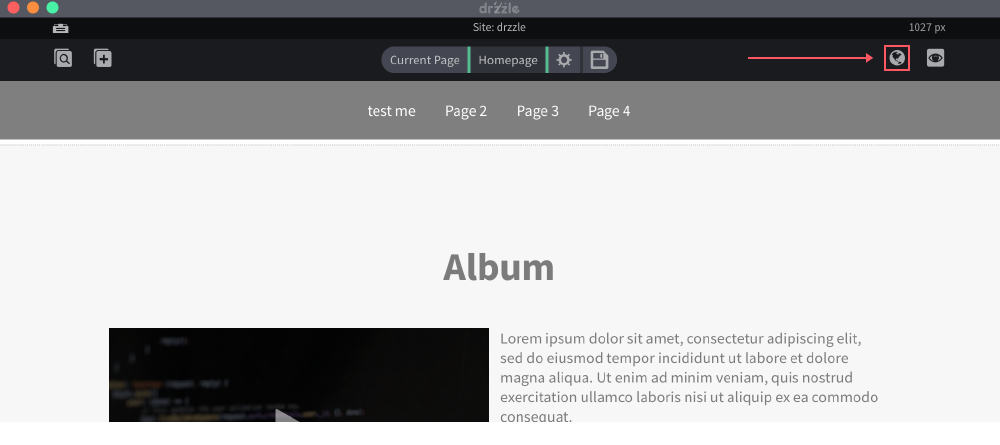 drzzle
Site: drzzle
1027 px
Current Page Homepage
test me Page 2 Page 3 Page 4
Album
Lorem ipsum dolor sit amet, consectetur adipiscing elit,
sed do eiusmod tempor incididunt ut labore et dolore
magna aliqua. Ut enim ad minim veniam, quis nostrud
exercitation ullamco laboris nisi ut aliquip ex ea commodo
consequat.